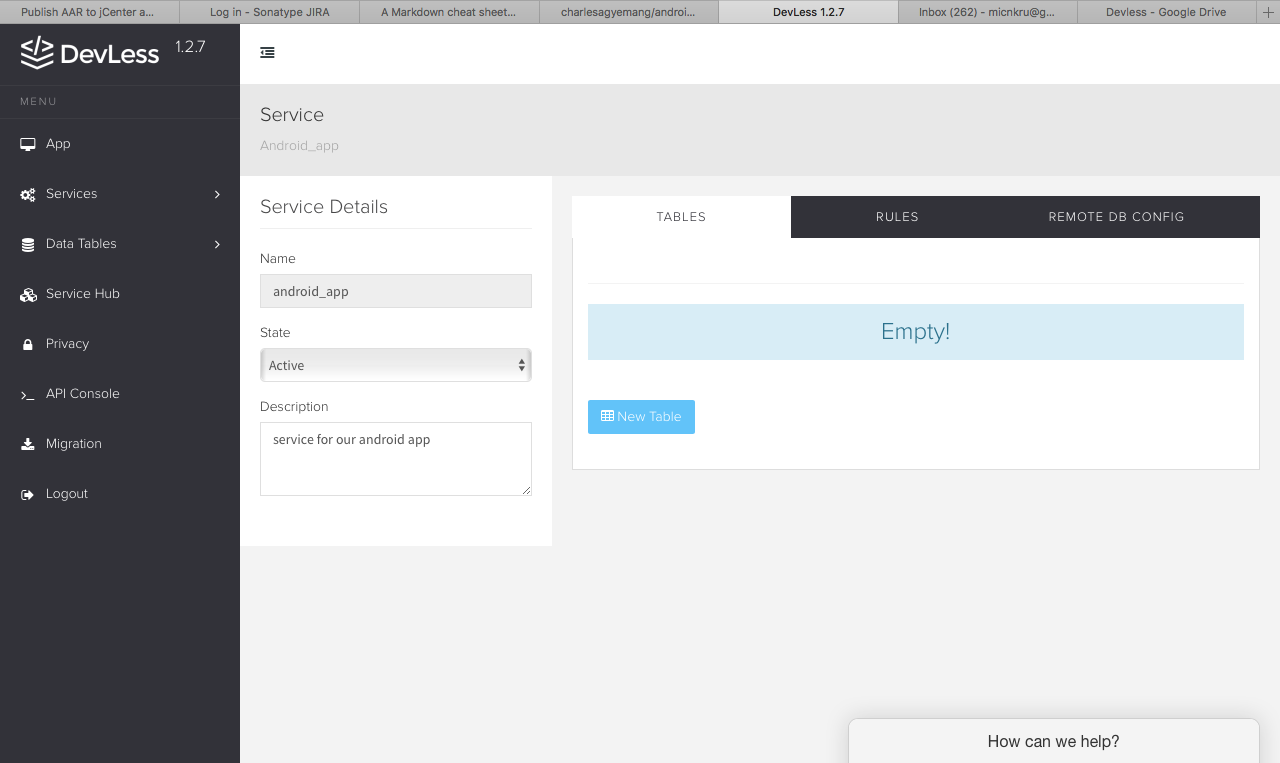 Publish AAR to jCenter a...
Log in - Sonatype JIRA
A Markdown cheat sheet...
charlesagyemang/androi...
DevLess 1.2.7
Inbox (262) - micnkru@g...
Devless - Google Drive
DevLess 1.2.7
MENU
App
Services
Data Tables
Service Hub
Privacy
API Console
Migration
Logout
Service
Android_app
Service Details
Name
android_app
State
Active
Description
service for our android app
TABLES
RULES
REMOTE DB CONFIG
Empty!
New Table
How can we help?